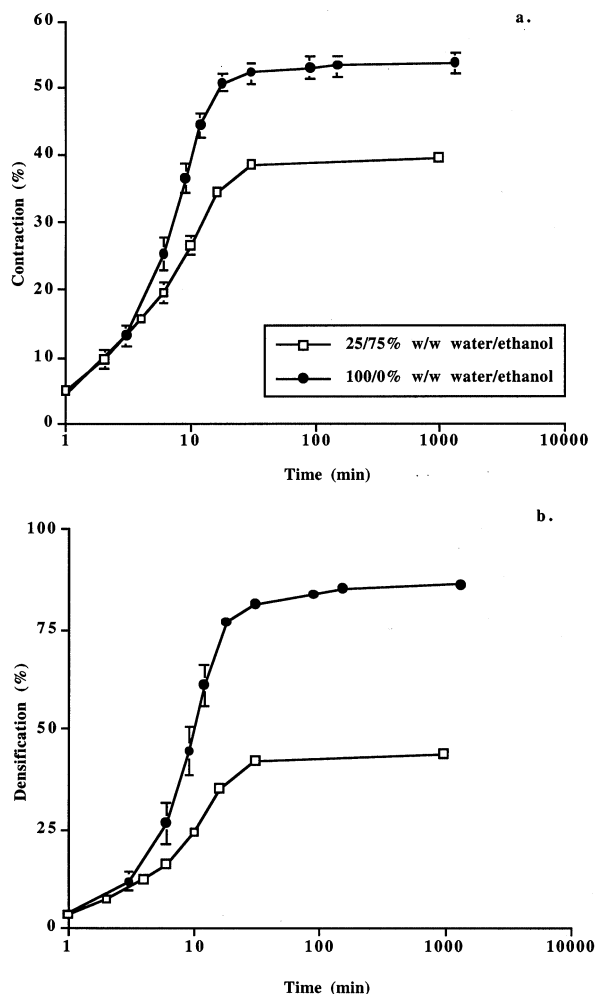 a.
60
50
40
30
20
10
0
Contraction (%)
25/75% w/w water/ethanol
100/0% w/w water/ethanol
1 10 100 1000 10000
Time (min)
b.
100
75
50
25
0
Densification (%)
1 10 100 1000 10000
Time (min)